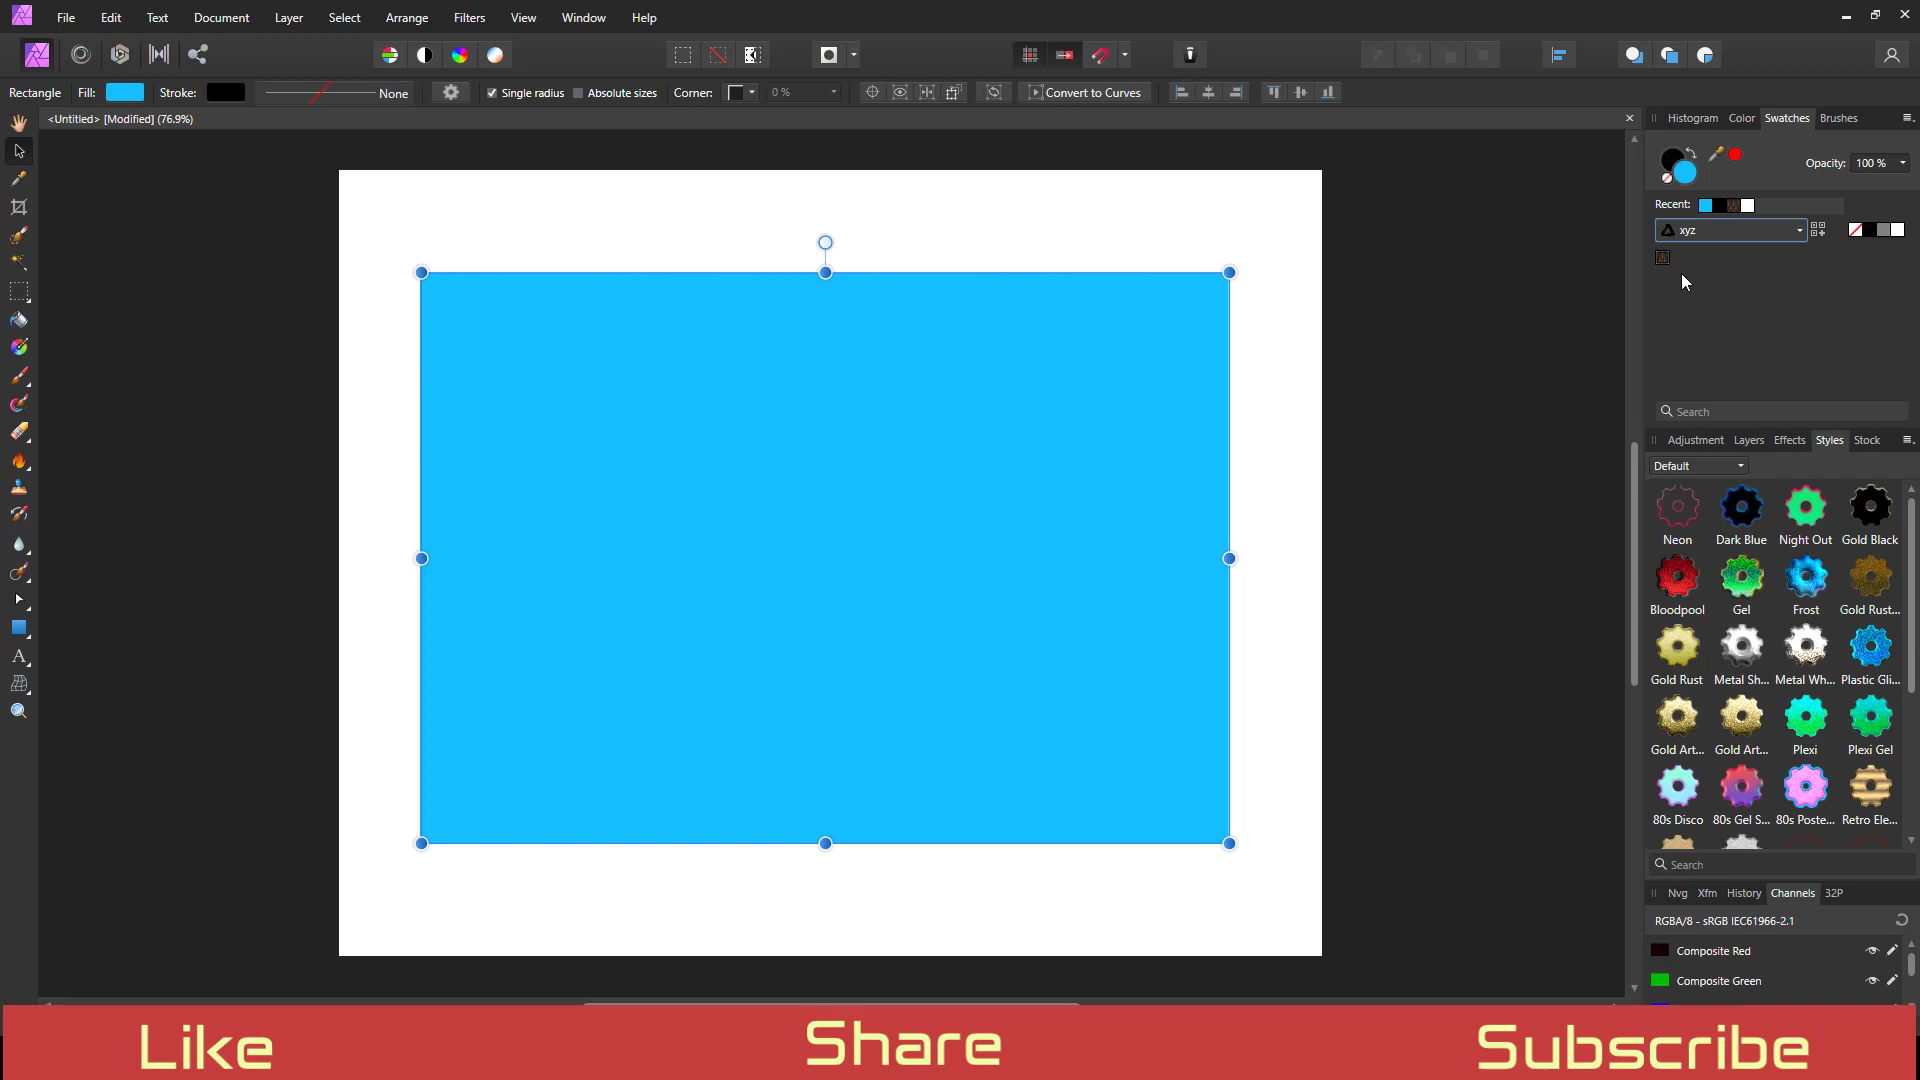 File Edit Text Document Layer Select Arrange Filters View Window Help
Rectangle Fill: Stroke: None Single radius Absolute sizes Corner: 0 % Convert to Curves
<Untitled> [Modified] (76.9%)
Histogram Color Swatches Brushes
Opacity: 100 %
Recent:
xyz
Search
Adjustment Layers Effects Styles Stock
Default
Neon Dark Blue Night Out Gold Black
Bloodpool Gel Frost Gold Rust...
Gold Rust Metal Sh... Metal Wh... Plastic Gli...
Gold Art... Gold Art... Plexi Plexi Gel
80s Disco 80s Gel S... 80s Poste... Retro Ele...
Search
Nvg Xfm History Channels 32P
RGBA/8 - sRGB IEC61966-2.1
Composite Red
Composite Green
Like Share Subscribe